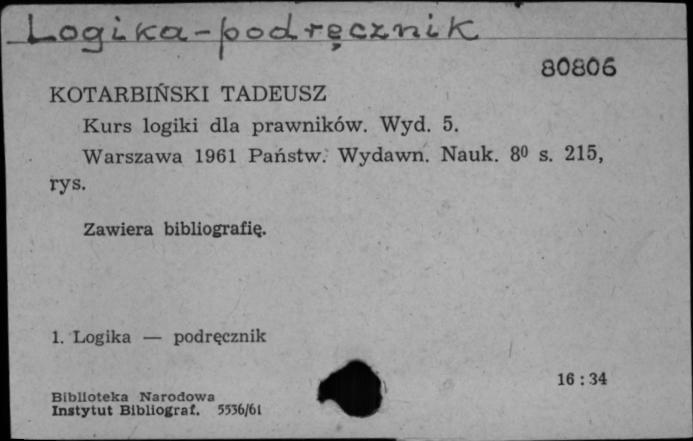 Logika-podręcznik
80806
KOTARBIŃSKI TADEUSZ
Kurs logiki dla prawników. Wyd. 5.
Warszawa 1961 Państw. Wydawn. Nauk. 8⁰ s. 215,
rys.
Zawiera bibliografię.
1. Logika — podręcznik
16 : 34
Biblioteka Narodowa
Instytut Bibliograf. 5536/61